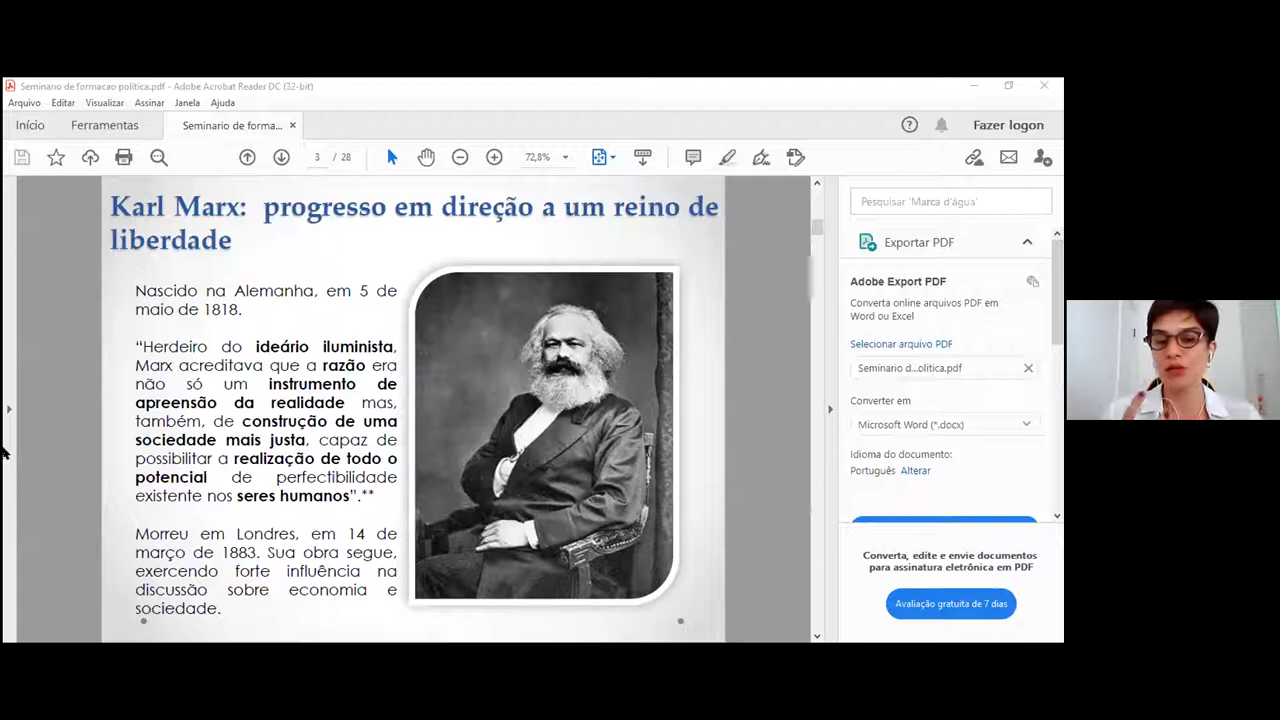 Seminario de formacao politica.pdf - Adobe Acrobat Reader DC (32-bit)
Arquivo Editar Visualizar Assinar Janela Ajuda
Início Ferramentas Seminario de forma... × Fazer logon
3 / 28 72,8%
Karl Marx: progresso em direção a um reino de
liberdade
Nascido na Alemanha, em 5 de
maio de 1818.
“Herdeiro do ideário iluminista,
Marx acreditava que a razão era
não só um instrumento de
apreensão da realidade mas,
também, de construção de uma
sociedade mais justa, capaz de
possibilitar a realização de todo o
potencial de perfectibilidade
existente nos seres humanos”.**
Morreu em Londres, em 14 de
março de 1883. Sua obra segue,
exercendo forte influência na
discussão sobre economia e
sociedade.
Pesquisar 'Marca d'água'
Exportar PDF
Adobe Export PDF
Converta online arquivos PDF em
Word ou Excel
Selecionar arquivo PDF
Seminario d...olitica.pdf
Converter em
Microsoft Word (*.docx)
Idioma do documento:
Português Alterar
Converta, edite e envie documentos
para assinatura eletrônica em PDF
Avaliação gratuita de 7 dias